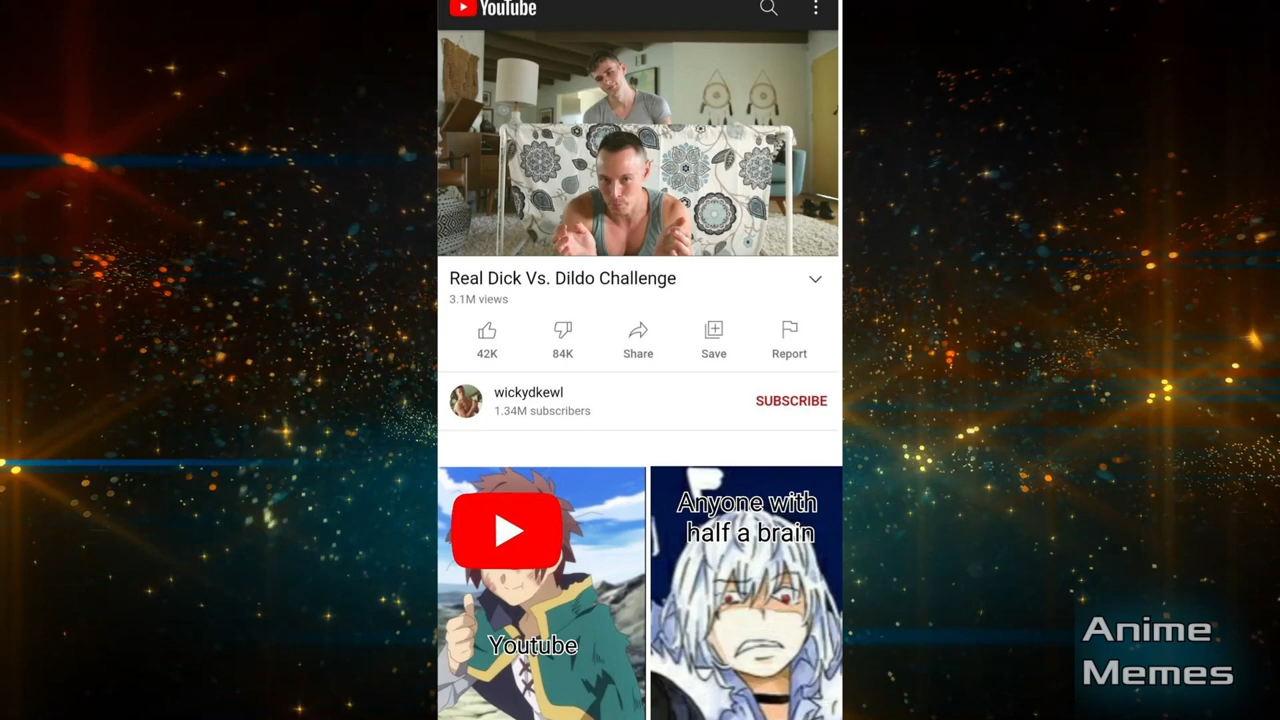 YouTube
Real Dick Vs. Dildo Challenge
3.1M views
42K
84K
Share
Save
Report
wickydkewl
1.34M subscribers
SUBSCRIBE
Anyone with
half a brain
Youtube
Anime
Memes